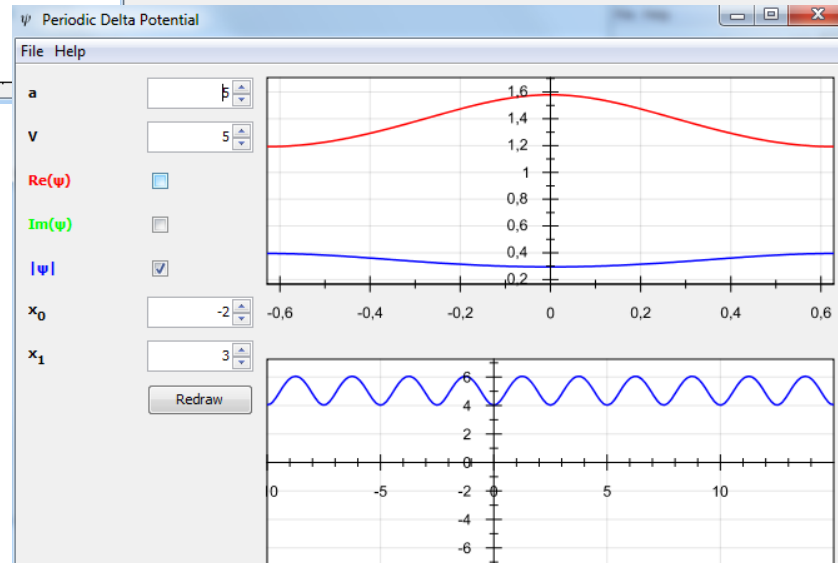 ψ Periodic Delta Potential
File Help
a 5
V 5
Re(ψ)
Im(ψ)
|ψ|
x₀ -2
x₁ 3
Redraw
1,6
1,4
1,2
1
0,8
0,6
0,4
0,2
-0,6 -0,4 -0,2 0 0,2 0,4 0,6
6
4
2
0
-2
-4
-6
0 -5 0 5 10